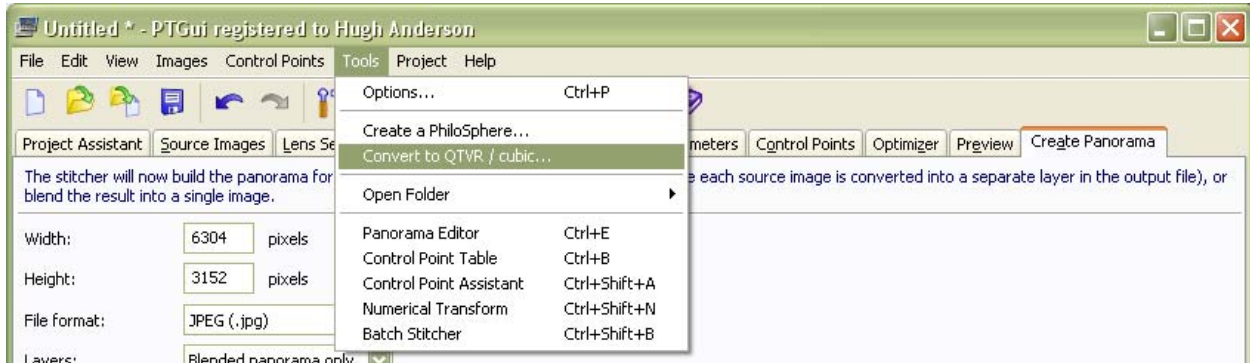 Untitled * - PTGui registered to Hugh Anderson
File Edit View Images Control Points Tools Project Help
Options... Ctrl+P
Create a PhiloSphere...
Convert to QTVR / cubic...
Open Folder
Panorama Editor Ctrl+E
Control Point Table Ctrl+B
Control Point Assistant Ctrl+Shift+A
Numerical Transform Ctrl+Shift+N
Batch Stitcher Ctrl+Shift+B
Project Assistant Source Images Lens Se meters Control Points Optimizer Preview Create Panorama
The stitcher will now build the panorama for e each source image is converted into a separate layer in the output file), or
blend the result into a single image.
Width: 6304 pixels
Height: 3152 pixels
File format: JPEG (.jpg)
Layers: Blended panorama only